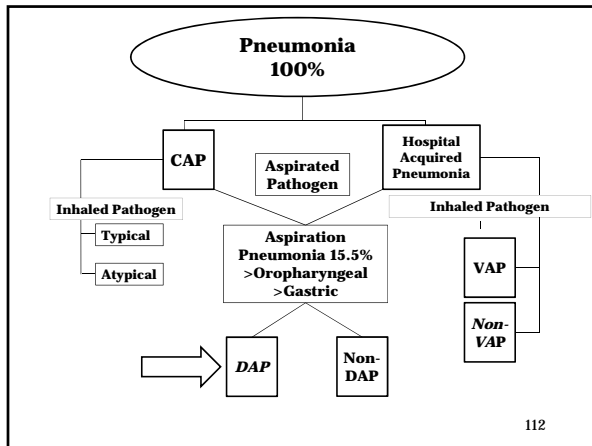 Pneumonia
100%
CAP
Hospital
Acquired
Pneumonia
Aspirated
Pathogen
Inhaled Pathogen
Typical
Atypical
Inhaled Pathogen
Aspiration
Pneumonia 15.5%
>Oropharyngeal
>Gastric
VAP
Non-
VAP
DAP
Non-
DAP
112